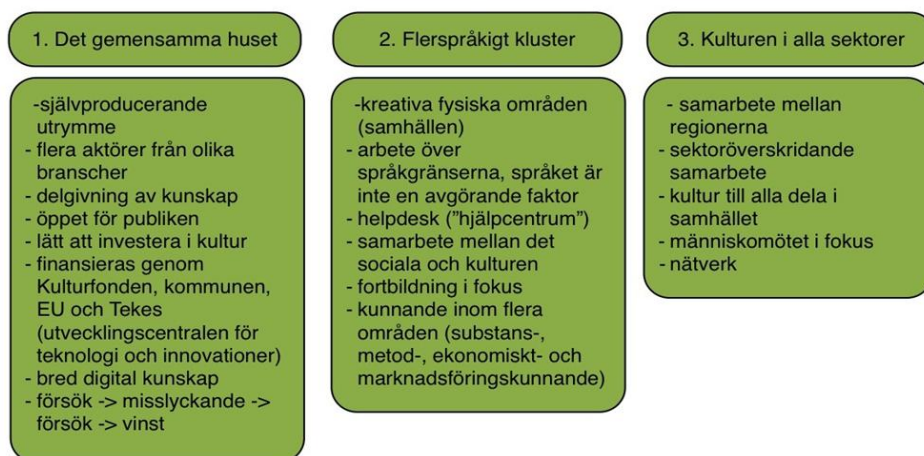 1. Det gemensamma huset
-självproducerande
utrymme
- flera aktörer från olika
branscher
- delgivning av kunskap
- öppet för publiken
- lätt att investera i kultur
- finansieras genom
Kulturfonden, kommunen,
EU och Tekes
(utvecklingscentralen för
teknologi och innovationer)
- bred digital kunskap
- försök -> misslyckande ->
försök -> vinst
2. Flerspråkigt kluster
-kreativa fysiska områden
(samhällen)
- arbete över
språkgränserna, språket är
inte en avgörande faktor
- helpdesk (”hjälpcentrum”)
- samarbete mellan det
sociala och kulturen
- fortbildning i fokus
- kunnande inom flera
områden (substans-,
metod-, ekonomiskt- och
marknadsföringskunnande)
3. Kulturen i alla sektorer
- samarbete mellan
regionerna
- sektoröverskridande
samarbete
- kultur till alla dela i
samhället
- människomötet i fokus
- nätverk